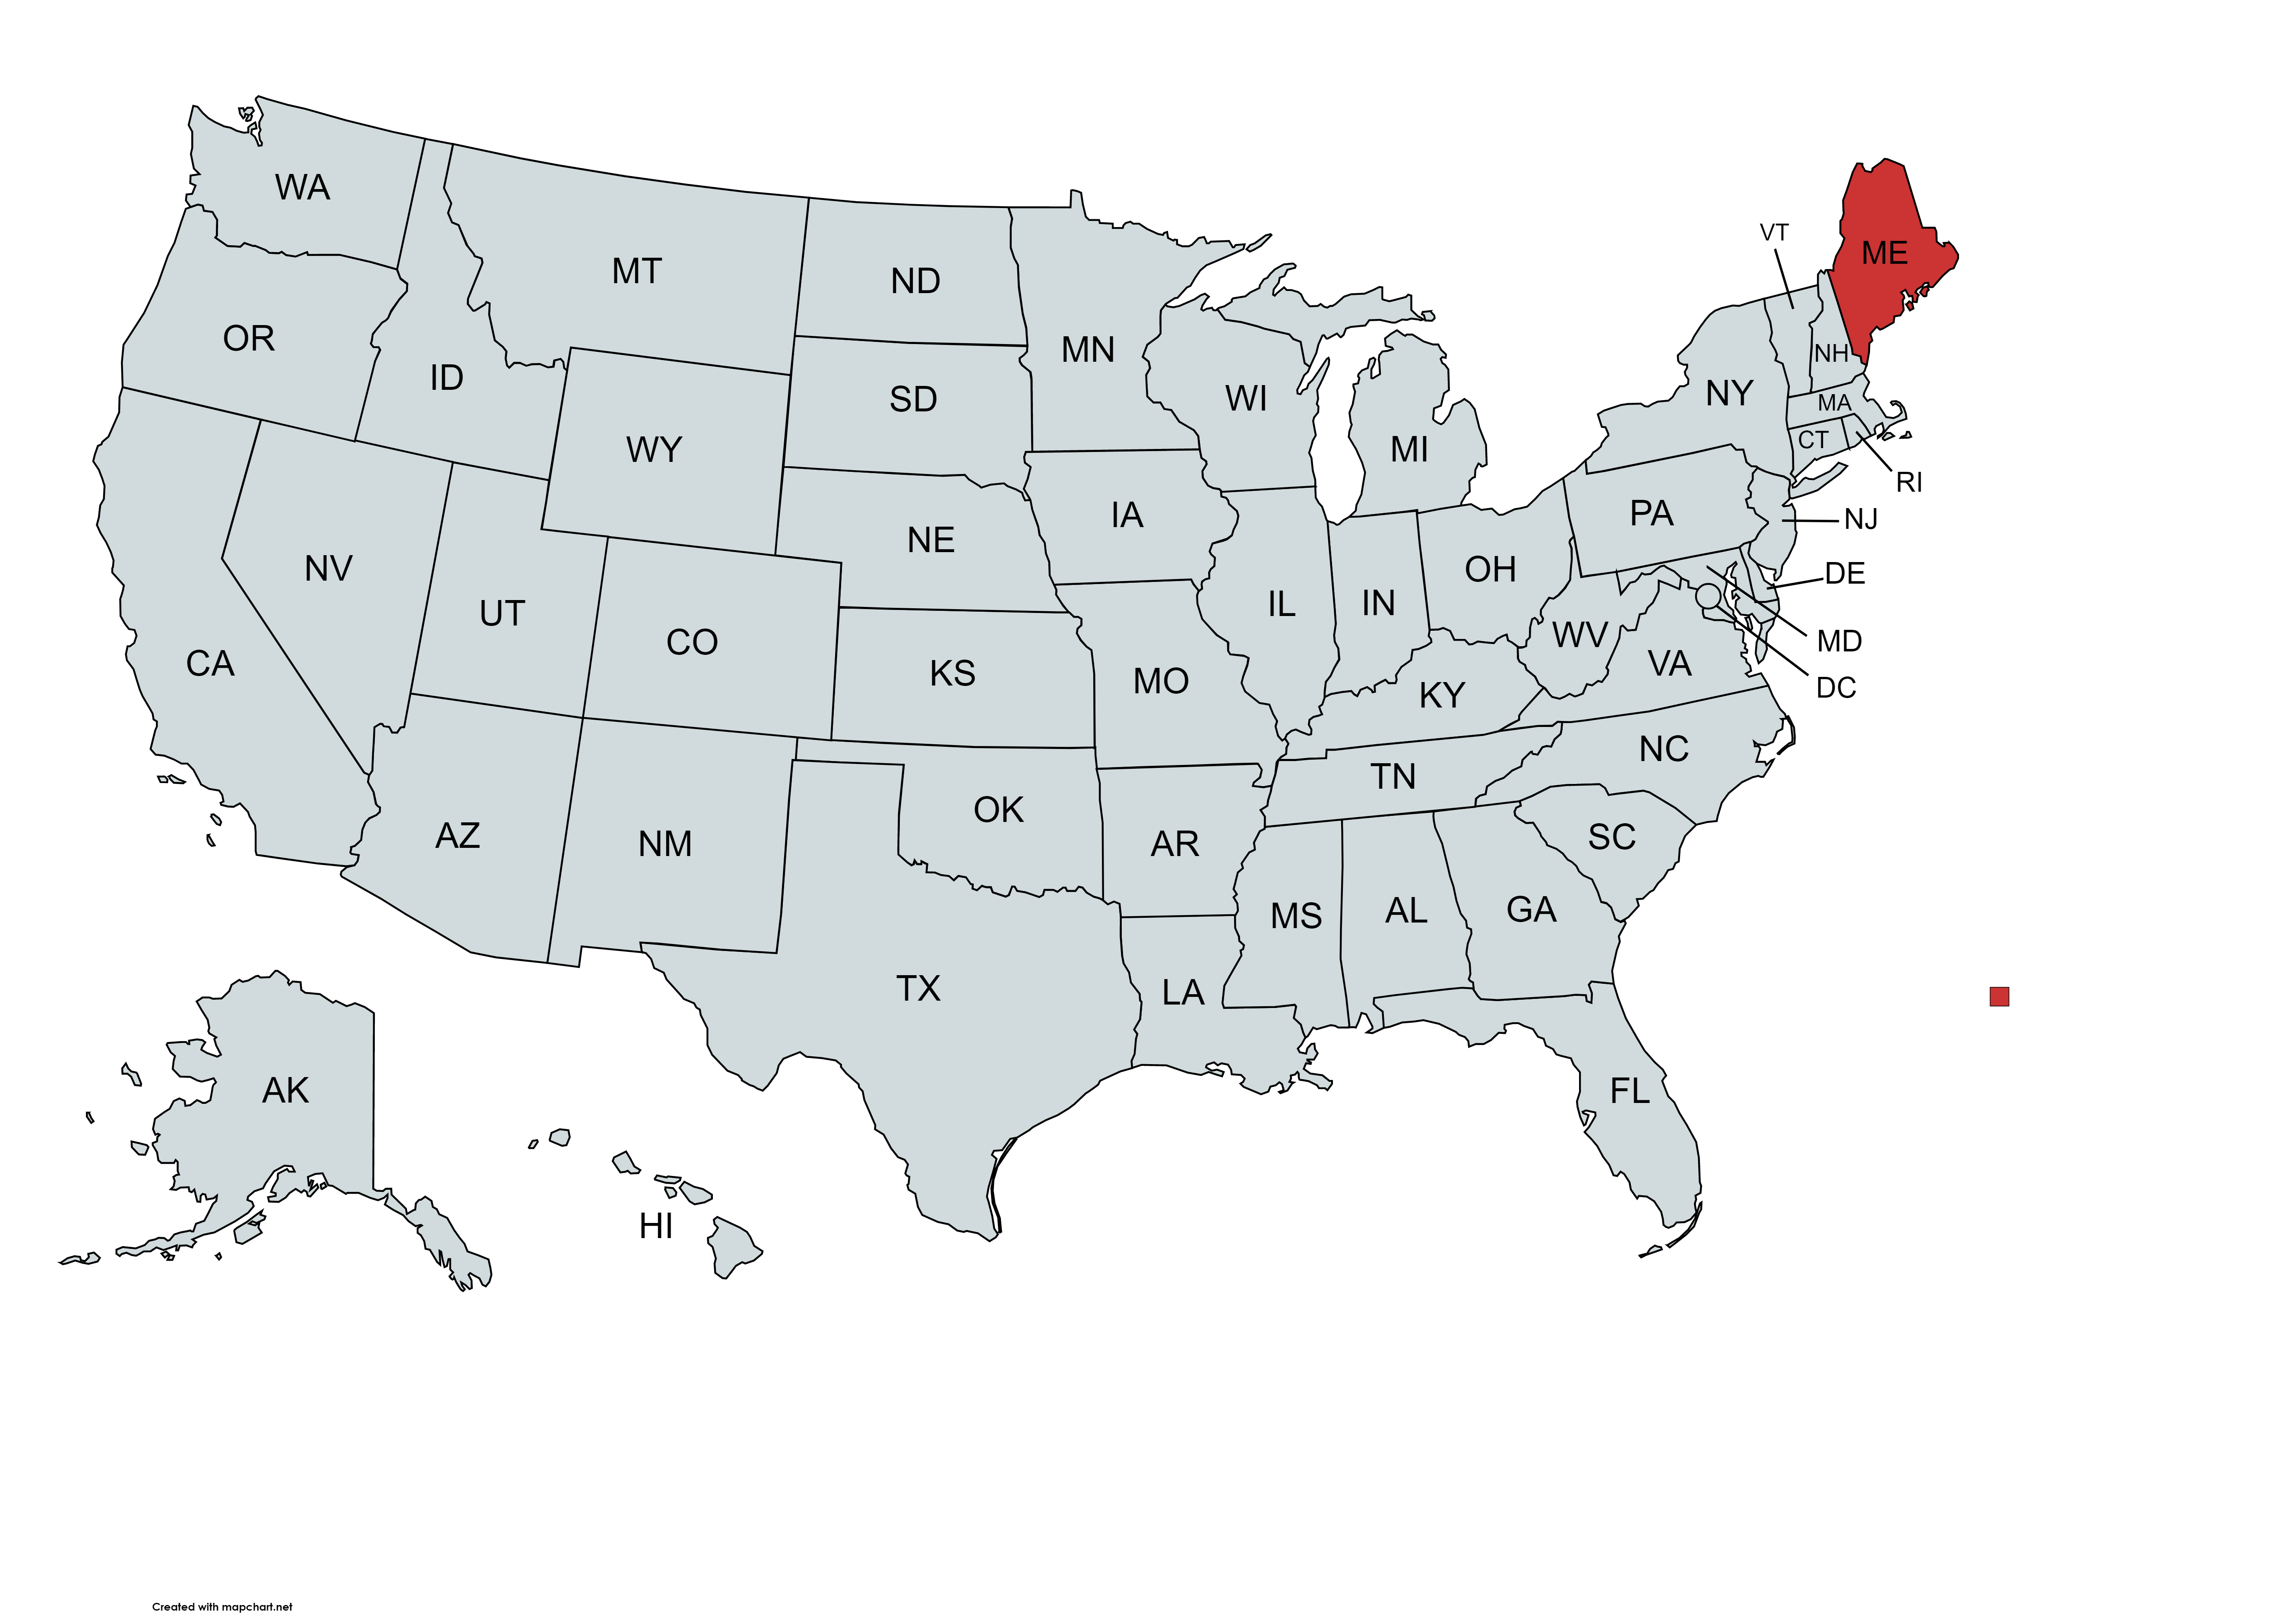 WA
MT
ND
MN
VT
ME
OR
ID
SD
WI
MI
NY
NH
MA
CT
RI
WY
NE
IA
PA
NJ
NV
UT
CO
KS
MO
IL
IN
OH
WV
VA
DE
MD
DC
CA
KY
NC
TN
AZ
NM
OK
AR
SC
MS
AL
GA
TX
LA
AK
FL
HI
Created with mapchart.net